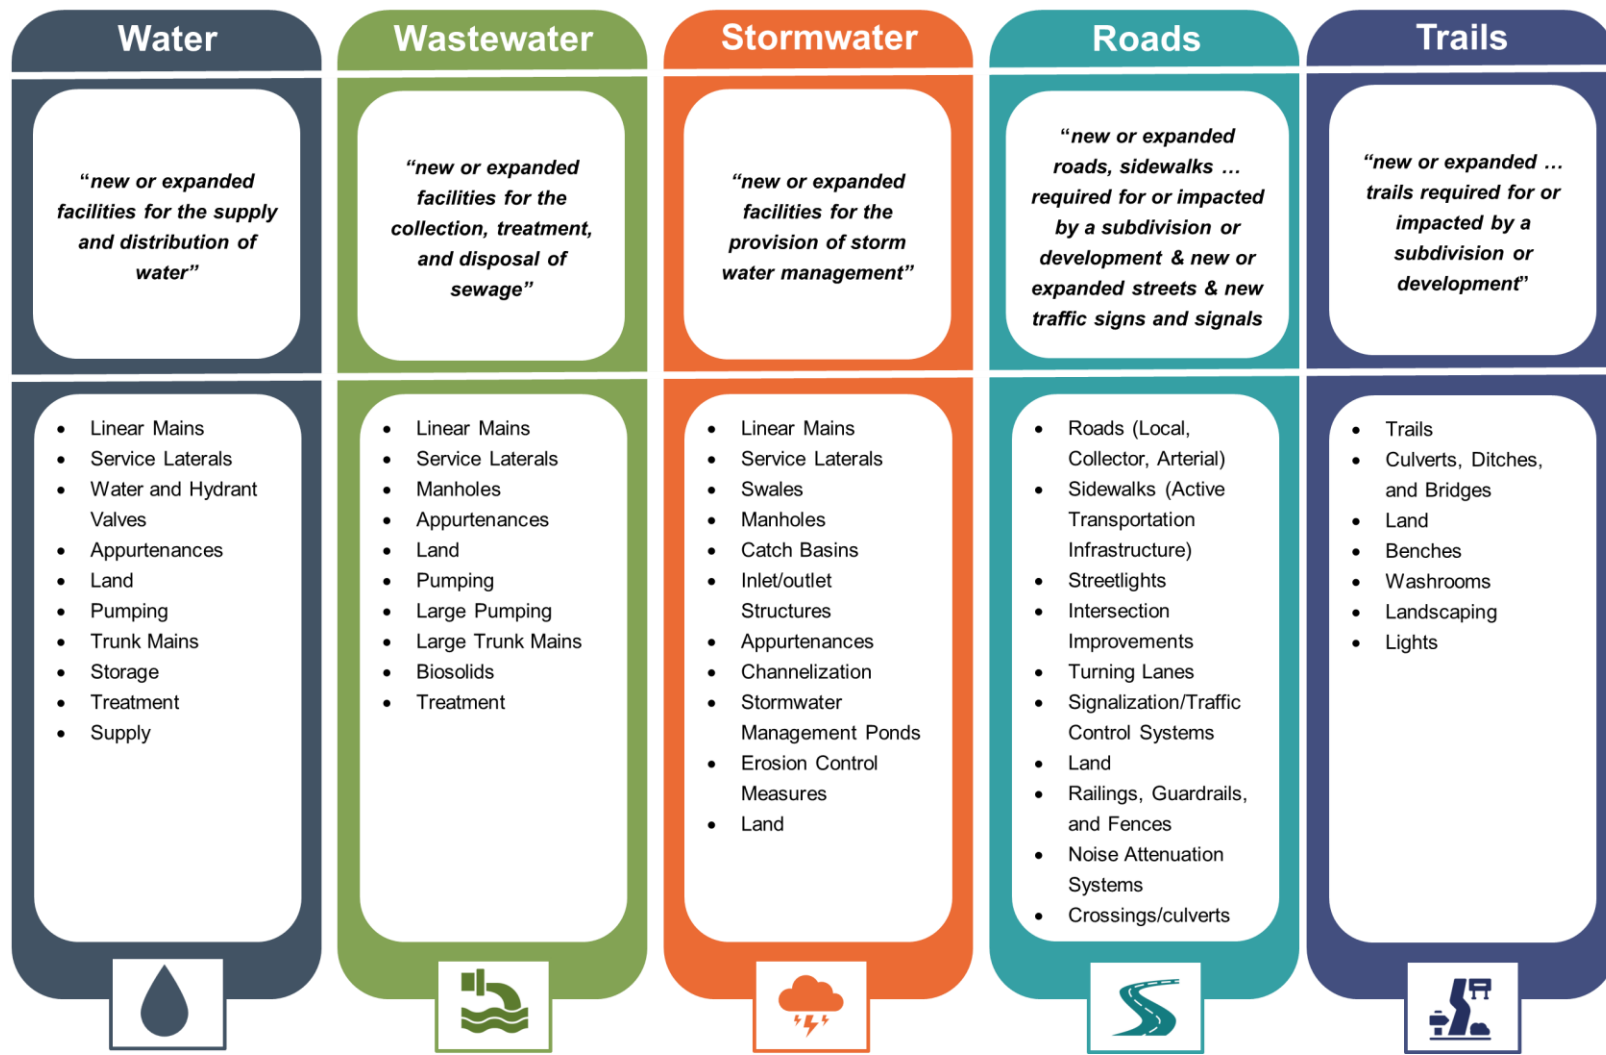 Water
"new or expanded
facilities for the supply
and distribution of
water"
• Linear Mains
• Service Laterals
• Water and Hydrant
Valves
• Appurtenances
• Land
• Pumping
• Trunk Mains
• Storage
• Treatment
• Supply
Wastewater
"new or expanded
facilities for the
collection, treatment,
and disposal of
sewage"
• Linear Mains
• Service Laterals
• Manholes
• Appurtenances
• Land
• Pumping
• Large Pumping
• Large Trunk Mains
• Biosolids
• Treatment
Stormwater
"new or expanded
facilities for the
provision of storm
water management"
• Linear Mains
• Service Laterals
• Swales
• Manholes
• Catch Basins
• Inlet/outlet
Structures
• Appurtenances
• Channelization
• Stormwater
Management Ponds
• Erosion Control
Measures
• Land
Roads
"new or expanded
roads, sidewalks …
required for or impacted
by a subdivision or
development & new or
expanded streets & new
traffic signs and signals
• Roads (Local,
Collector, Arterial)
• Sidewalks (Active
Transportation
Infrastructure)
• Streetlights
• Intersection
Improvements
• Turning Lanes
• Signalization/Traffic
Control Systems
• Land
• Railings, Guardrails,
and Fences
• Noise Attenuation
Systems
• Crossings/culverts
Trails
"new or expanded …
trails required for or
impacted by a
subdivision or
development"
• Trails
• Culverts, Ditches,
and Bridges
• Land
• Benches
• Washrooms
• Landscaping
• Lights